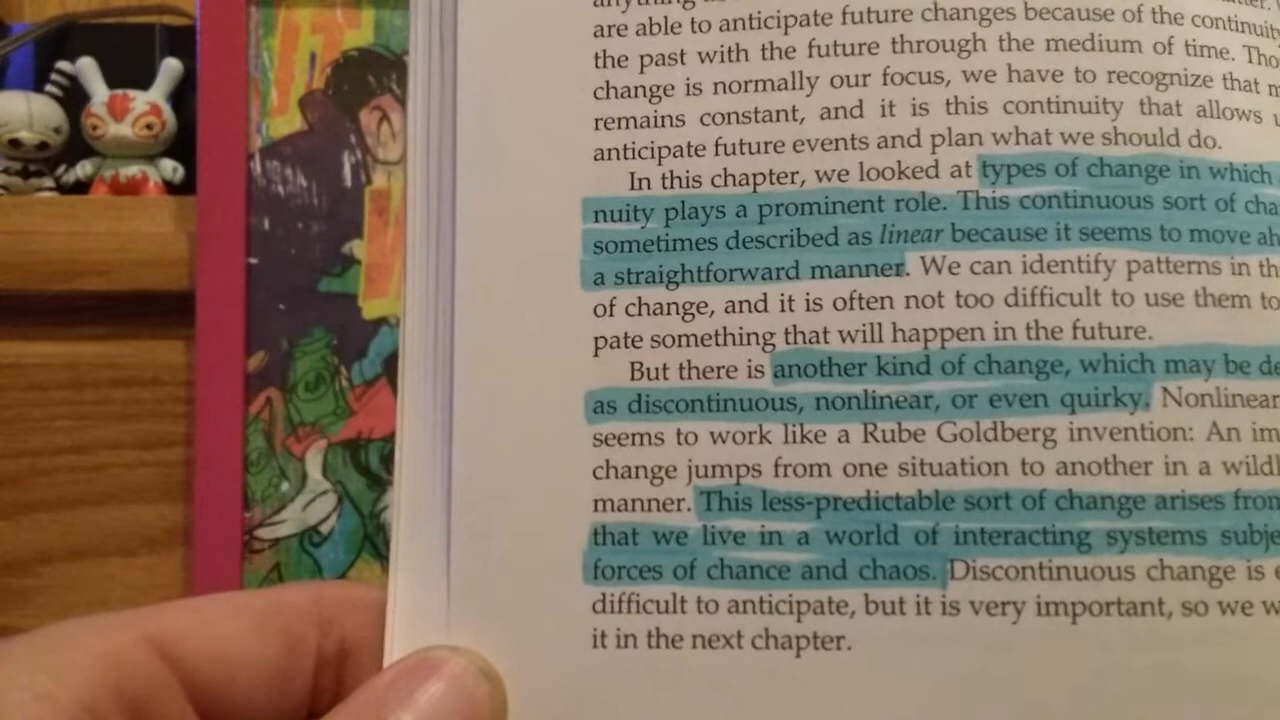 are able to anticipate future changes because of the continuit
the past with the future through the medium of time. Tho
change is normally our focus, we have to recognize that m
remains constant, and it is this continuity that allows u
anticipate future events and plan what we should do.
In this chapter, we looked at types of change in which
nuity plays a prominent role. This continuous sort of cha
sometimes described as linear because it seems to move ah
a straightforward manner. We can identify patterns in th
of change, and it is often not too difficult to use them to
pate something that will happen in the future.
But there is another kind of change, which may be de
as discontinuous, nonlinear, or even quirky. Nonlinear
seems to work like a Rube Goldberg invention: An im
change jumps from one situation to another in a wildl
manner. This less-predictable sort of change arises from
that we live in a world of interacting systems subje
forces of chance and chaos. Discontinuous change is
difficult to anticipate, but it is very important, so we w
it in the next chapter.